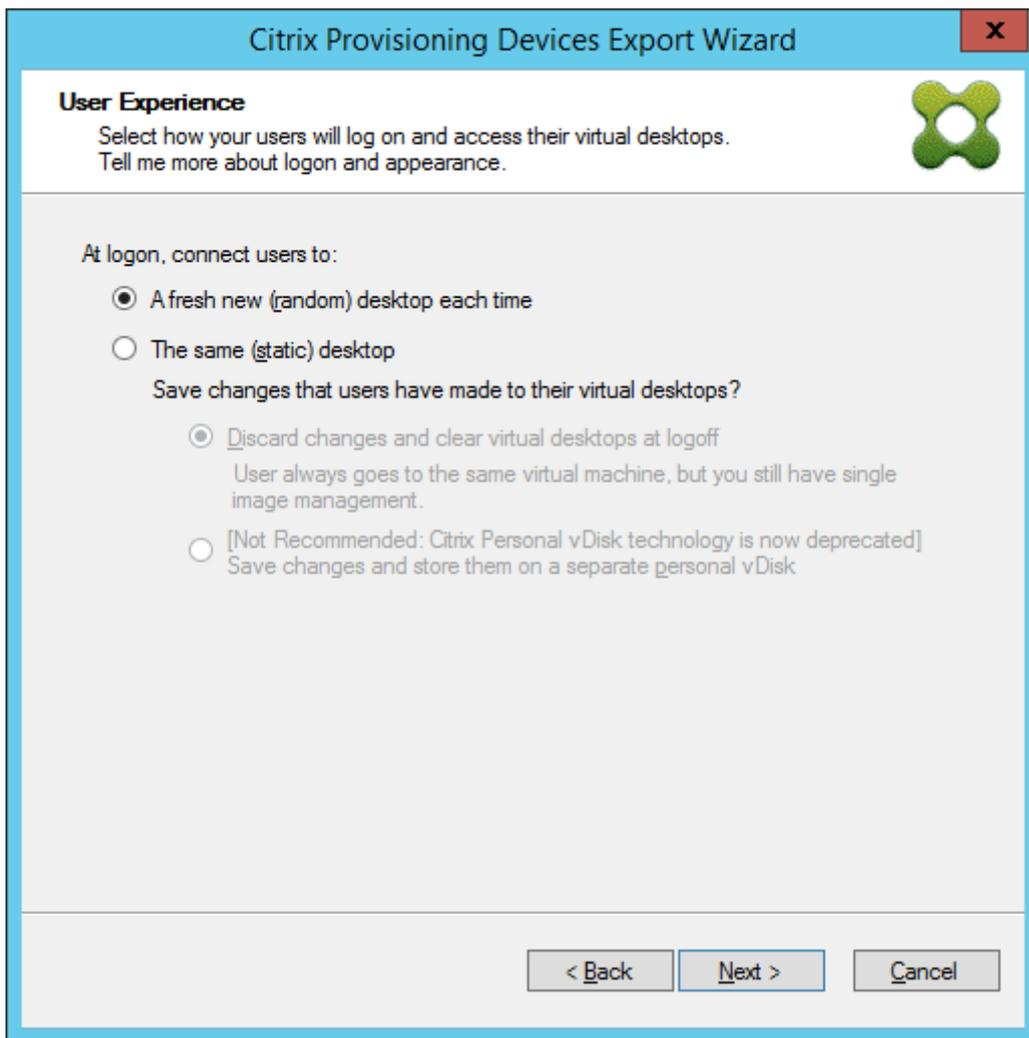 Citrix Provisioning Devices Export Wizard
x
User Experience
Select how your users will log on and access their virtual desktops.
Tell me more about logon and appearance.
At logon, connect users to:
A fresh new (random) desktop each time
The same (static) desktop
Save changes that users have made to their virtual desktops?
Discard changes and clear virtual desktops at logoff
User always goes to the same virtual machine, but you still have single
image management.
[Not Recommended: Citrix Personal vDisk technology is now deprecated]
Save changes and store them on a separate personal vDisk
< Back
Next >
Cancel